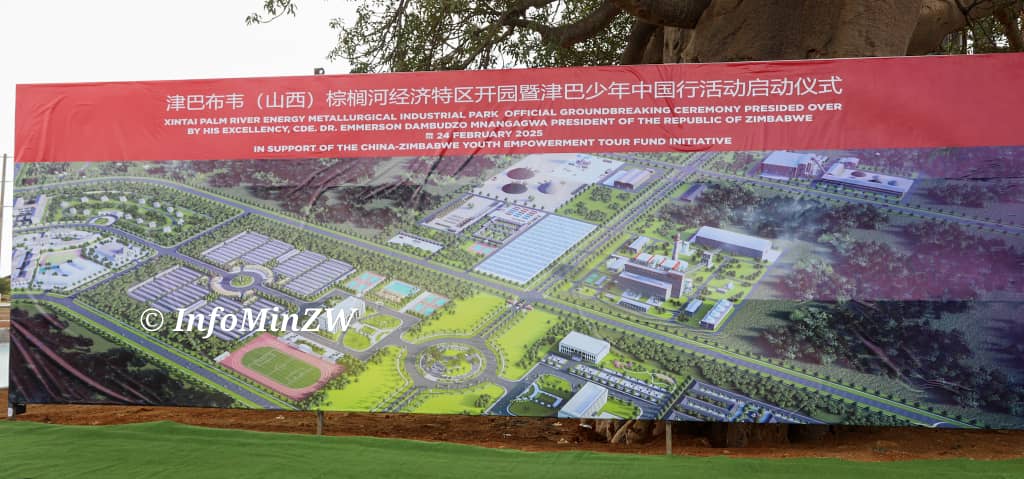 津巴布韦（山西）棕榈河经济特区开园暨津巴少年中国行活动启动仪式
XINTAI PALM RIVER ENERGY METALLURGICAL INDUSTRIAL PARK OFFICIAL GROUNDBREAKING CEREMONY PRESIDED OVER
BY HIS EXCELLENCY, CDE. DR. EMMERSON DAMBUDZO MNANGAGWA PRESIDENT OF THE REPUBLIC OF ZIMBABWE
24 FEBRUARY 2025
IN SUPPORT OF THE CHINA-ZIMBABWE YOUTH EMPOWERMENT TOUR FUND INITIATIVE
© InfoMinZW